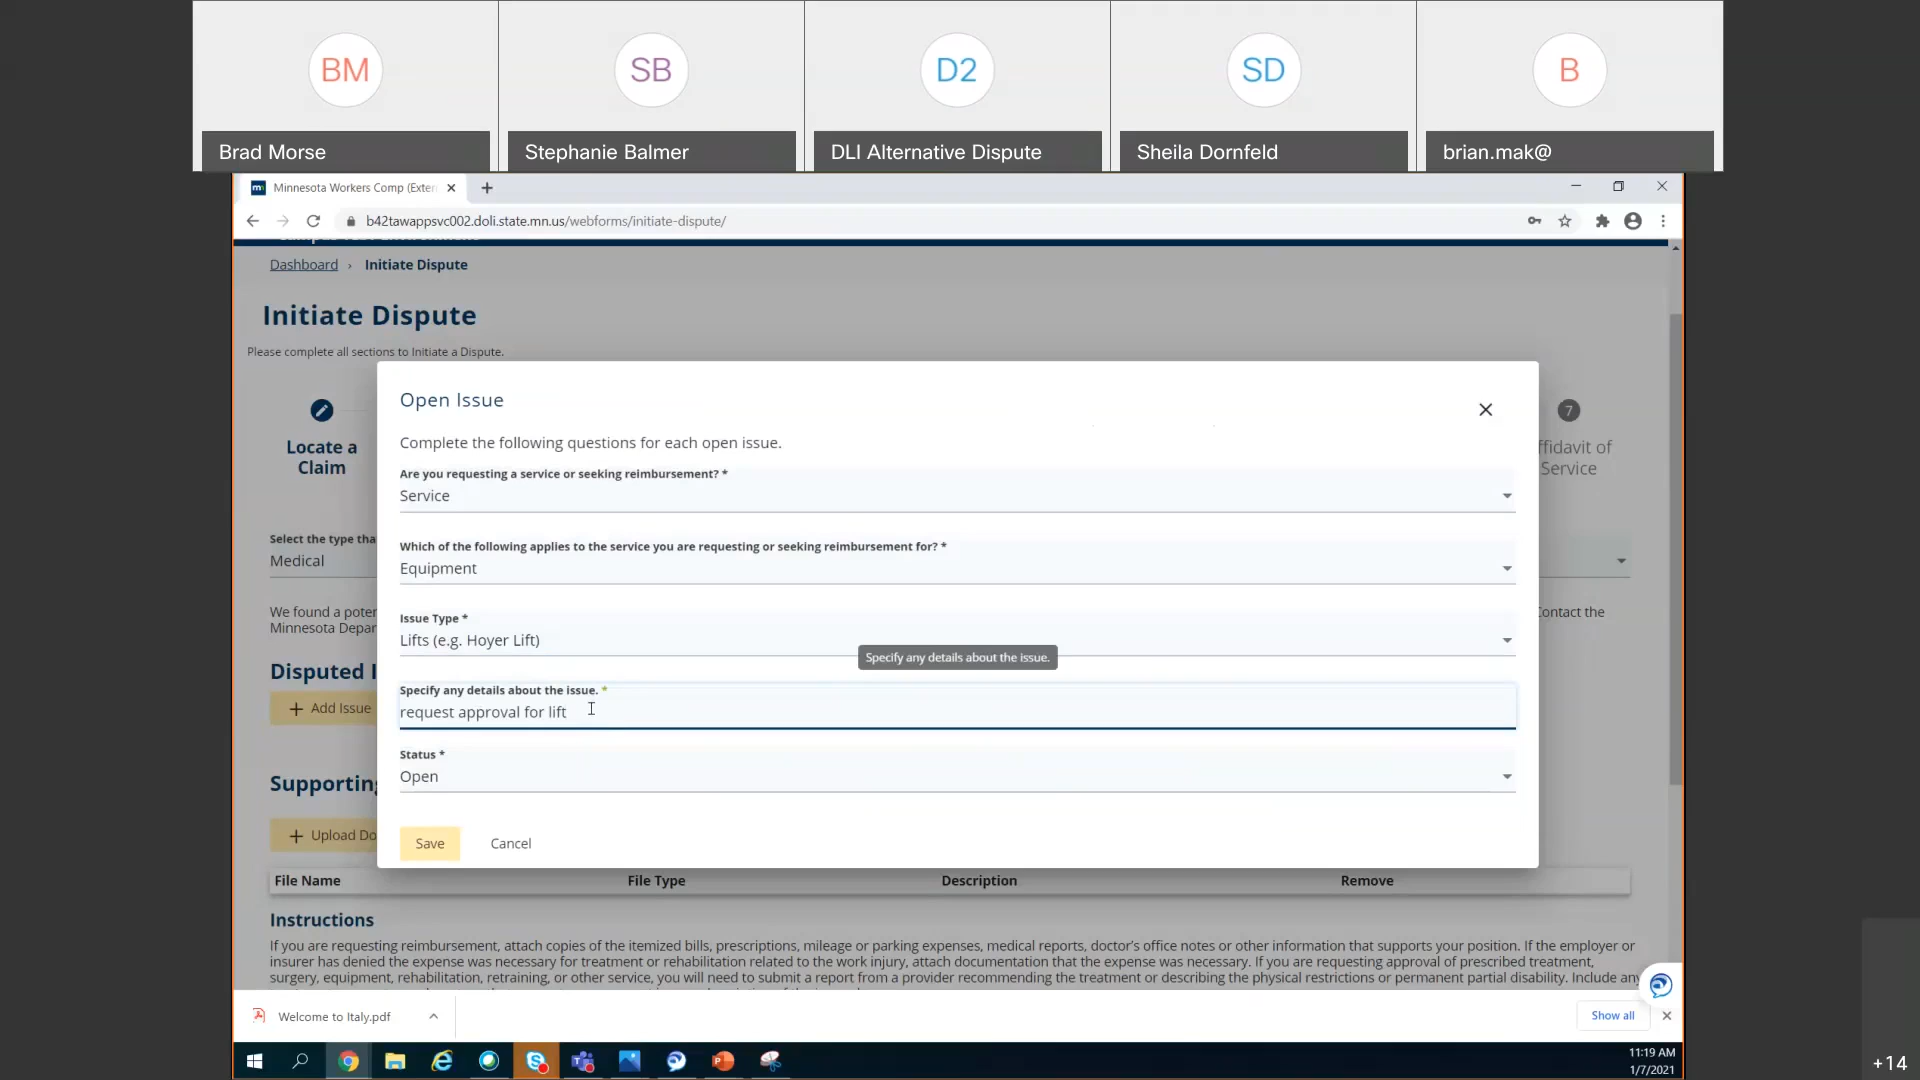 BM
SB
D2
SD
B
Brad Morse
Stephanie Balmer
DLI Alternative Dispute
Sheila Dornfeld
brian.mak@
Minnesota Workers Comp (Exter
b42tawappsvc002.doli.state.mn.us/webforms/initiate-dispute/
Dashboard › Initiate Dispute
Initiate Dispute
Please complete all sections to Initiate a Dispute.
Locate a
Claim
7
ffidavit of
Service
Select the type tha
Medical
We found a poter
Contact the
Minnesota Depar
Disputed I
+ Add Issue
Supporting
+ Upload Do
Open Issue
Complete the following questions for each open issue.
Are you requesting a service or seeking reimbursement? *
Service
Which of the following applies to the service you are requesting or seeking reimbursement for? *
Equipment
Issue Type *
Lifts (e.g. Hoyer Lift)
Specify any details about the issue.
Specify any details about the issue. *
request approval for lift
Status *
Open
Save
Cancel
File Name
File Type
Description
Remove
Instructions
If you are requesting reimbursement, attach copies of the itemized bills, prescriptions, mileage or parking expenses, medical reports, doctor's office notes or other information that supports your position. If the employer or
insurer has denied the expense was necessary for treatment or rehabilitation related to the work injury, attach documentation that the expense was necessary. If you are requesting approval of prescribed treatment,
surgery, equipment, rehabilitation, retraining, or other service, you will need to submit a report from a provider recommending the treatment or describing the physical restrictions or permanent partial disability. Include any
Welcome to Italy.pdf
Show all
11:19 AM
1/7/2021
+14